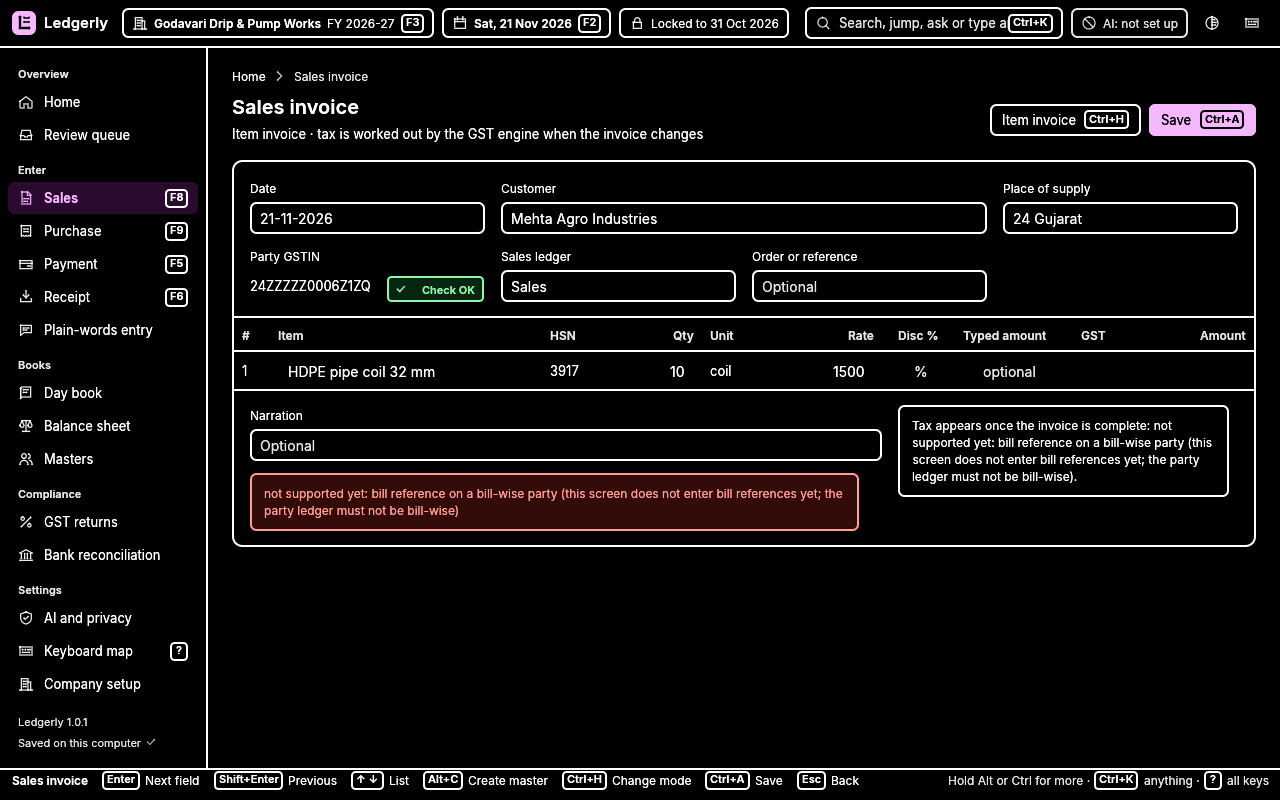 Ledgerly
Godavari Drip & Pump Works FY 2026-27 F3
Sat, 21 Nov 2026 F2
Locked to 31 Oct 2026
Search, jump, ask or type a Ctrl+K
AI: not set up
Overview
Home
Review queue
Enter
Sales F8
Purchase F9
Payment F5
Receipt F6
Plain-words entry
Books
Day book
Balance sheet
Masters
Compliance
GST returns
Bank reconciliation
Settings
AI and privacy
Keyboard map ?
Company setup
Ledgerly 1.0.1
Saved on this computer
Home > Sales invoice
Sales invoice
Item invoice · tax is worked out by the GST engine when the invoice changes
Item invoice Ctrl+H
Save Ctrl+A
Date Customer Place of supply
21-11-2026 Mehta Agro Industries 24 Gujarat
Party GSTIN Sales ledger Order or reference
24ZZZZZ0006Z1ZQ Check OK Sales Optional
# Item HSN Qty Unit Rate Disc % Typed amount GST Amount
1 HDPE pipe coil 32 mm 3917 10 coil 1500 % optional
Narration
Optional
not supported yet: bill reference on a bill-wise party (this screen does not enter bill references yet; the
party ledger must not be bill-wise)
Tax appears once the invoice is complete: not
supported yet: bill reference on a bill-wise party (this
screen does not enter bill references yet; the party
ledger must not be bill-wise).
Sales invoice Enter Next field Shift+Enter Previous ↑ ↓ List Alt+C Create master Ctrl+H Change mode Ctrl+A Save Esc Back Hold Alt or Ctrl for more · Ctrl+K anything · ? all keys